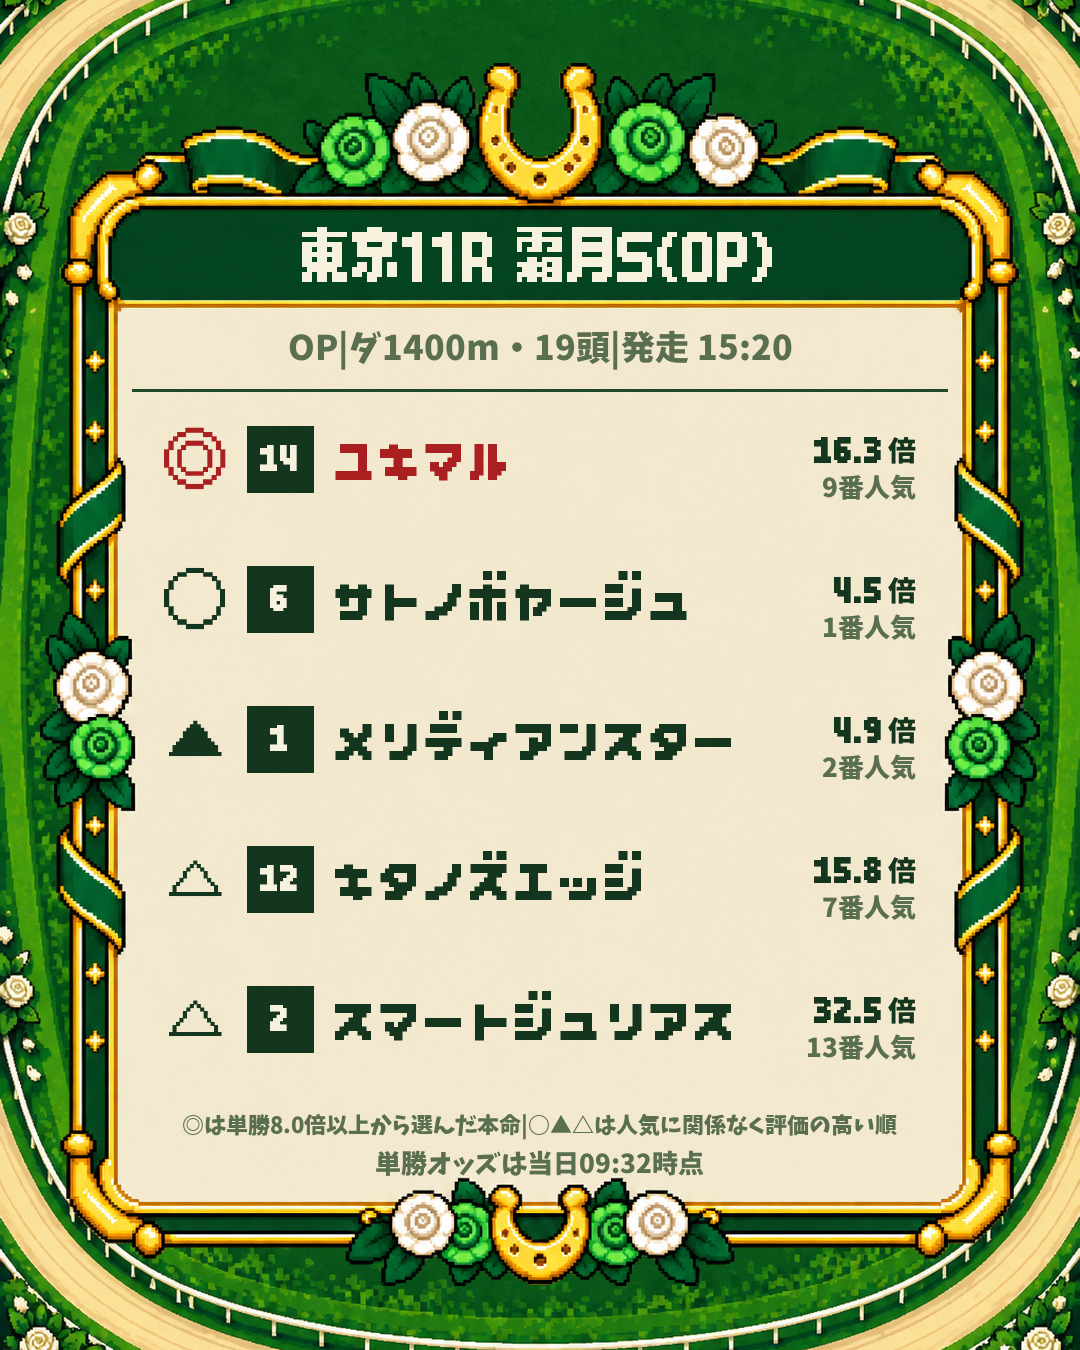 東京11R 霜月S(OP)
OP|ダ1400m・19頭|発走 15:20
◎ 14 ユキマル 16.3倍
9番人気
○ 6 サトノボヤージュ 4.5倍
1番人気
▲ 1 メリディアンスター 4.9倍
2番人気
△ 12 キタノズエッジ 15.8倍
7番人気
△ 2 スマートジュリアス 32.5倍
13番人気
◎は単勝8.0倍以上から選んだ本命|○▲△は人気に関係なく評価の高い順
単勝オッズは当日09:32時点